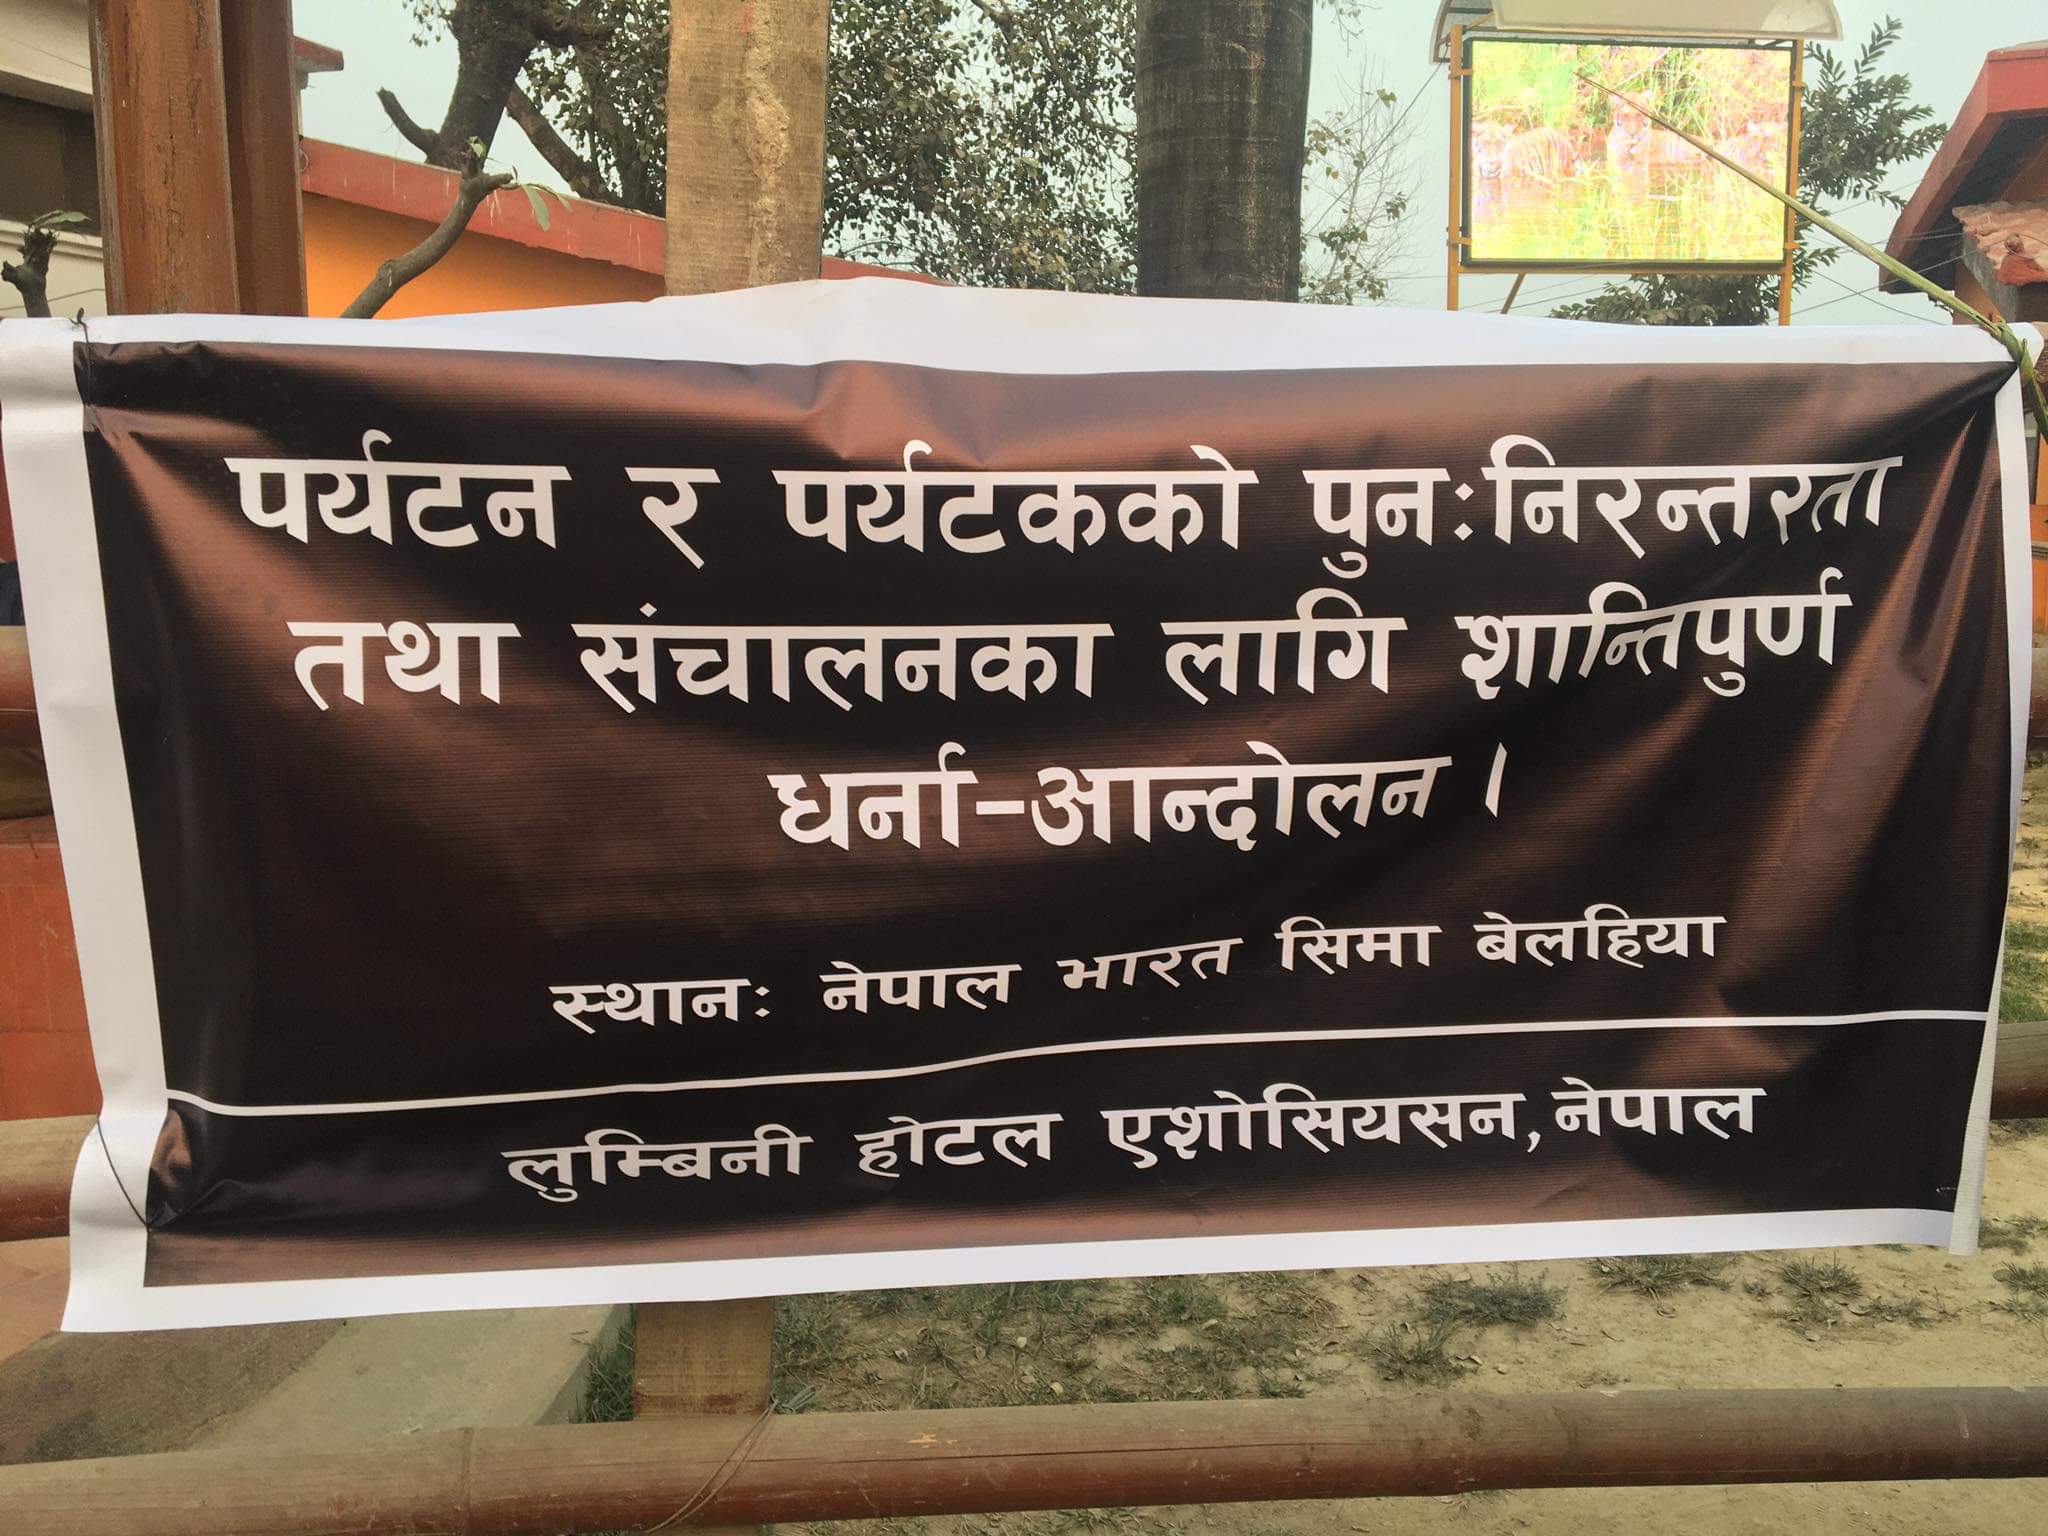 पर्यटन र पर्यटकको पुनःनिरन्तरता
तथा संचालनका लागि शान्तिपुर्ण
धर्ना-आन्दोलन ।
स्थानः नेपाल भारत सिमा बेलहिया
लुम्बिनी होटल एशोसियसन, नेपाल